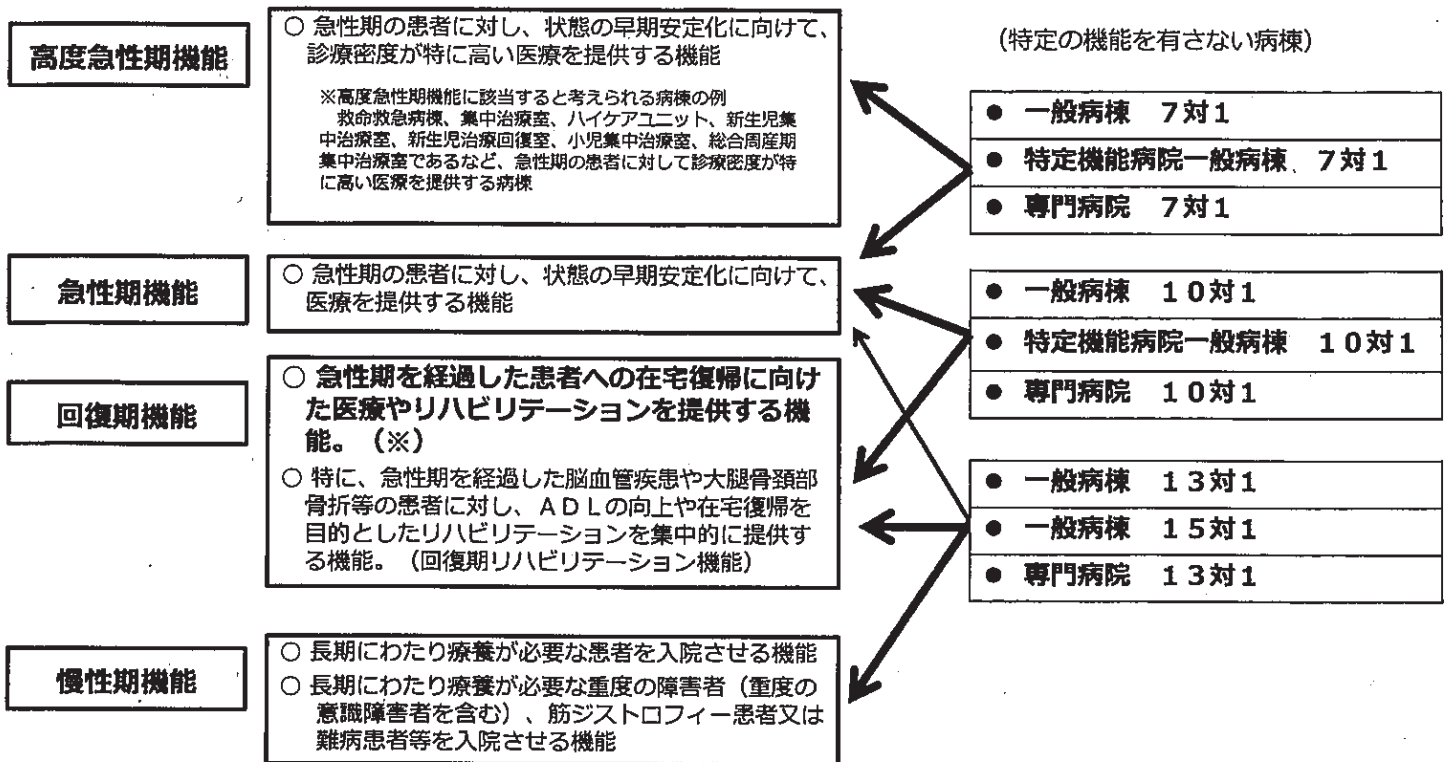 高度急性期機能
○ 急性期の患者に対し、状態の早期安定化に向けて、
診療密度が特に高い医療を提供する機能
※高度急性期機能に該当すると考えられる病棟の例
救命救急病棟、集中治療室、ハイケアユニット、新生児集
中治療室、新生児治療回復室、小児集中治療室、総合周産期
集中治療室であるなど、急性期の患者に対して診療密度が特
に高い医療を提供する病棟
急性期機能
○ 急性期の患者に対し、状態の早期安定化に向けて、
医療を提供する機能
回復期機能
○ 急性期を経過した患者への在宅復帰に向け
た医療やリハビリテーションを提供する機
能。（※）
○ 特に、急性期を経過した脳血管疾患や大腿骨頚部
骨折等の患者に対し、ＡＤＬの向上や在宅復帰を
目的としたリハビリテーションを集中的に提供す
る機能。（回復期リハビリテーション機能）
慢性期機能
○ 長期にわたり療養が必要な患者を入院させる機能
○ 長期にわたり療養が必要な重度の障害者（重度の
意識障害者を含む）、筋ジストロフィー患者又は
難病患者等を入院させる機能
（特定の機能を有さない病棟）
● 一般病棟 ７対１
● 特定機能病院一般病棟 ７対１
● 専門病院 ７対１
● 一般病棟 １０対１
● 特定機能病院一般病棟 １０対１
● 専門病院 １０対１
● 一般病棟 １３対１
● 一般病棟 １５対１
● 専門病院 １３対１